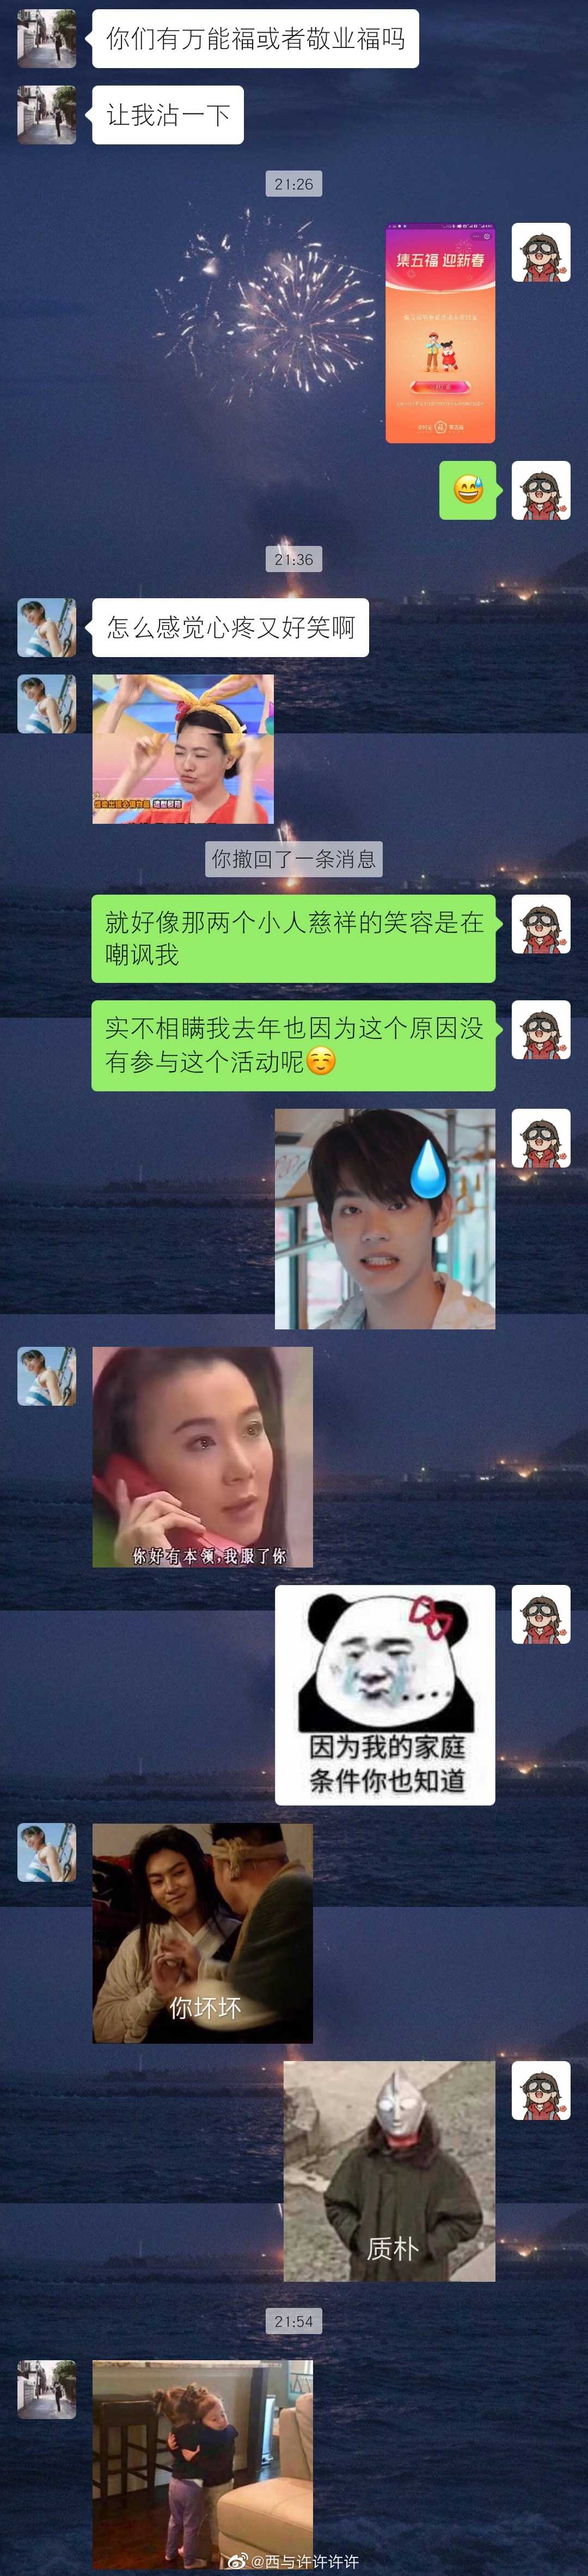 你们有万能福或者敬业福吗
让我沾一下
21:26
集五福 迎新春
21:36
怎么感觉心疼又好笑啊
你撤回了一条消息
就好像那两个小人慈祥的笑容是在
嘲讽我
实不相瞒我去年也因为这个原因没
有参与这个活动呢
你好有本领,我服了你
因为我的家庭
条件你也知道
你坏坏
质朴
21:54
@西与许许许许